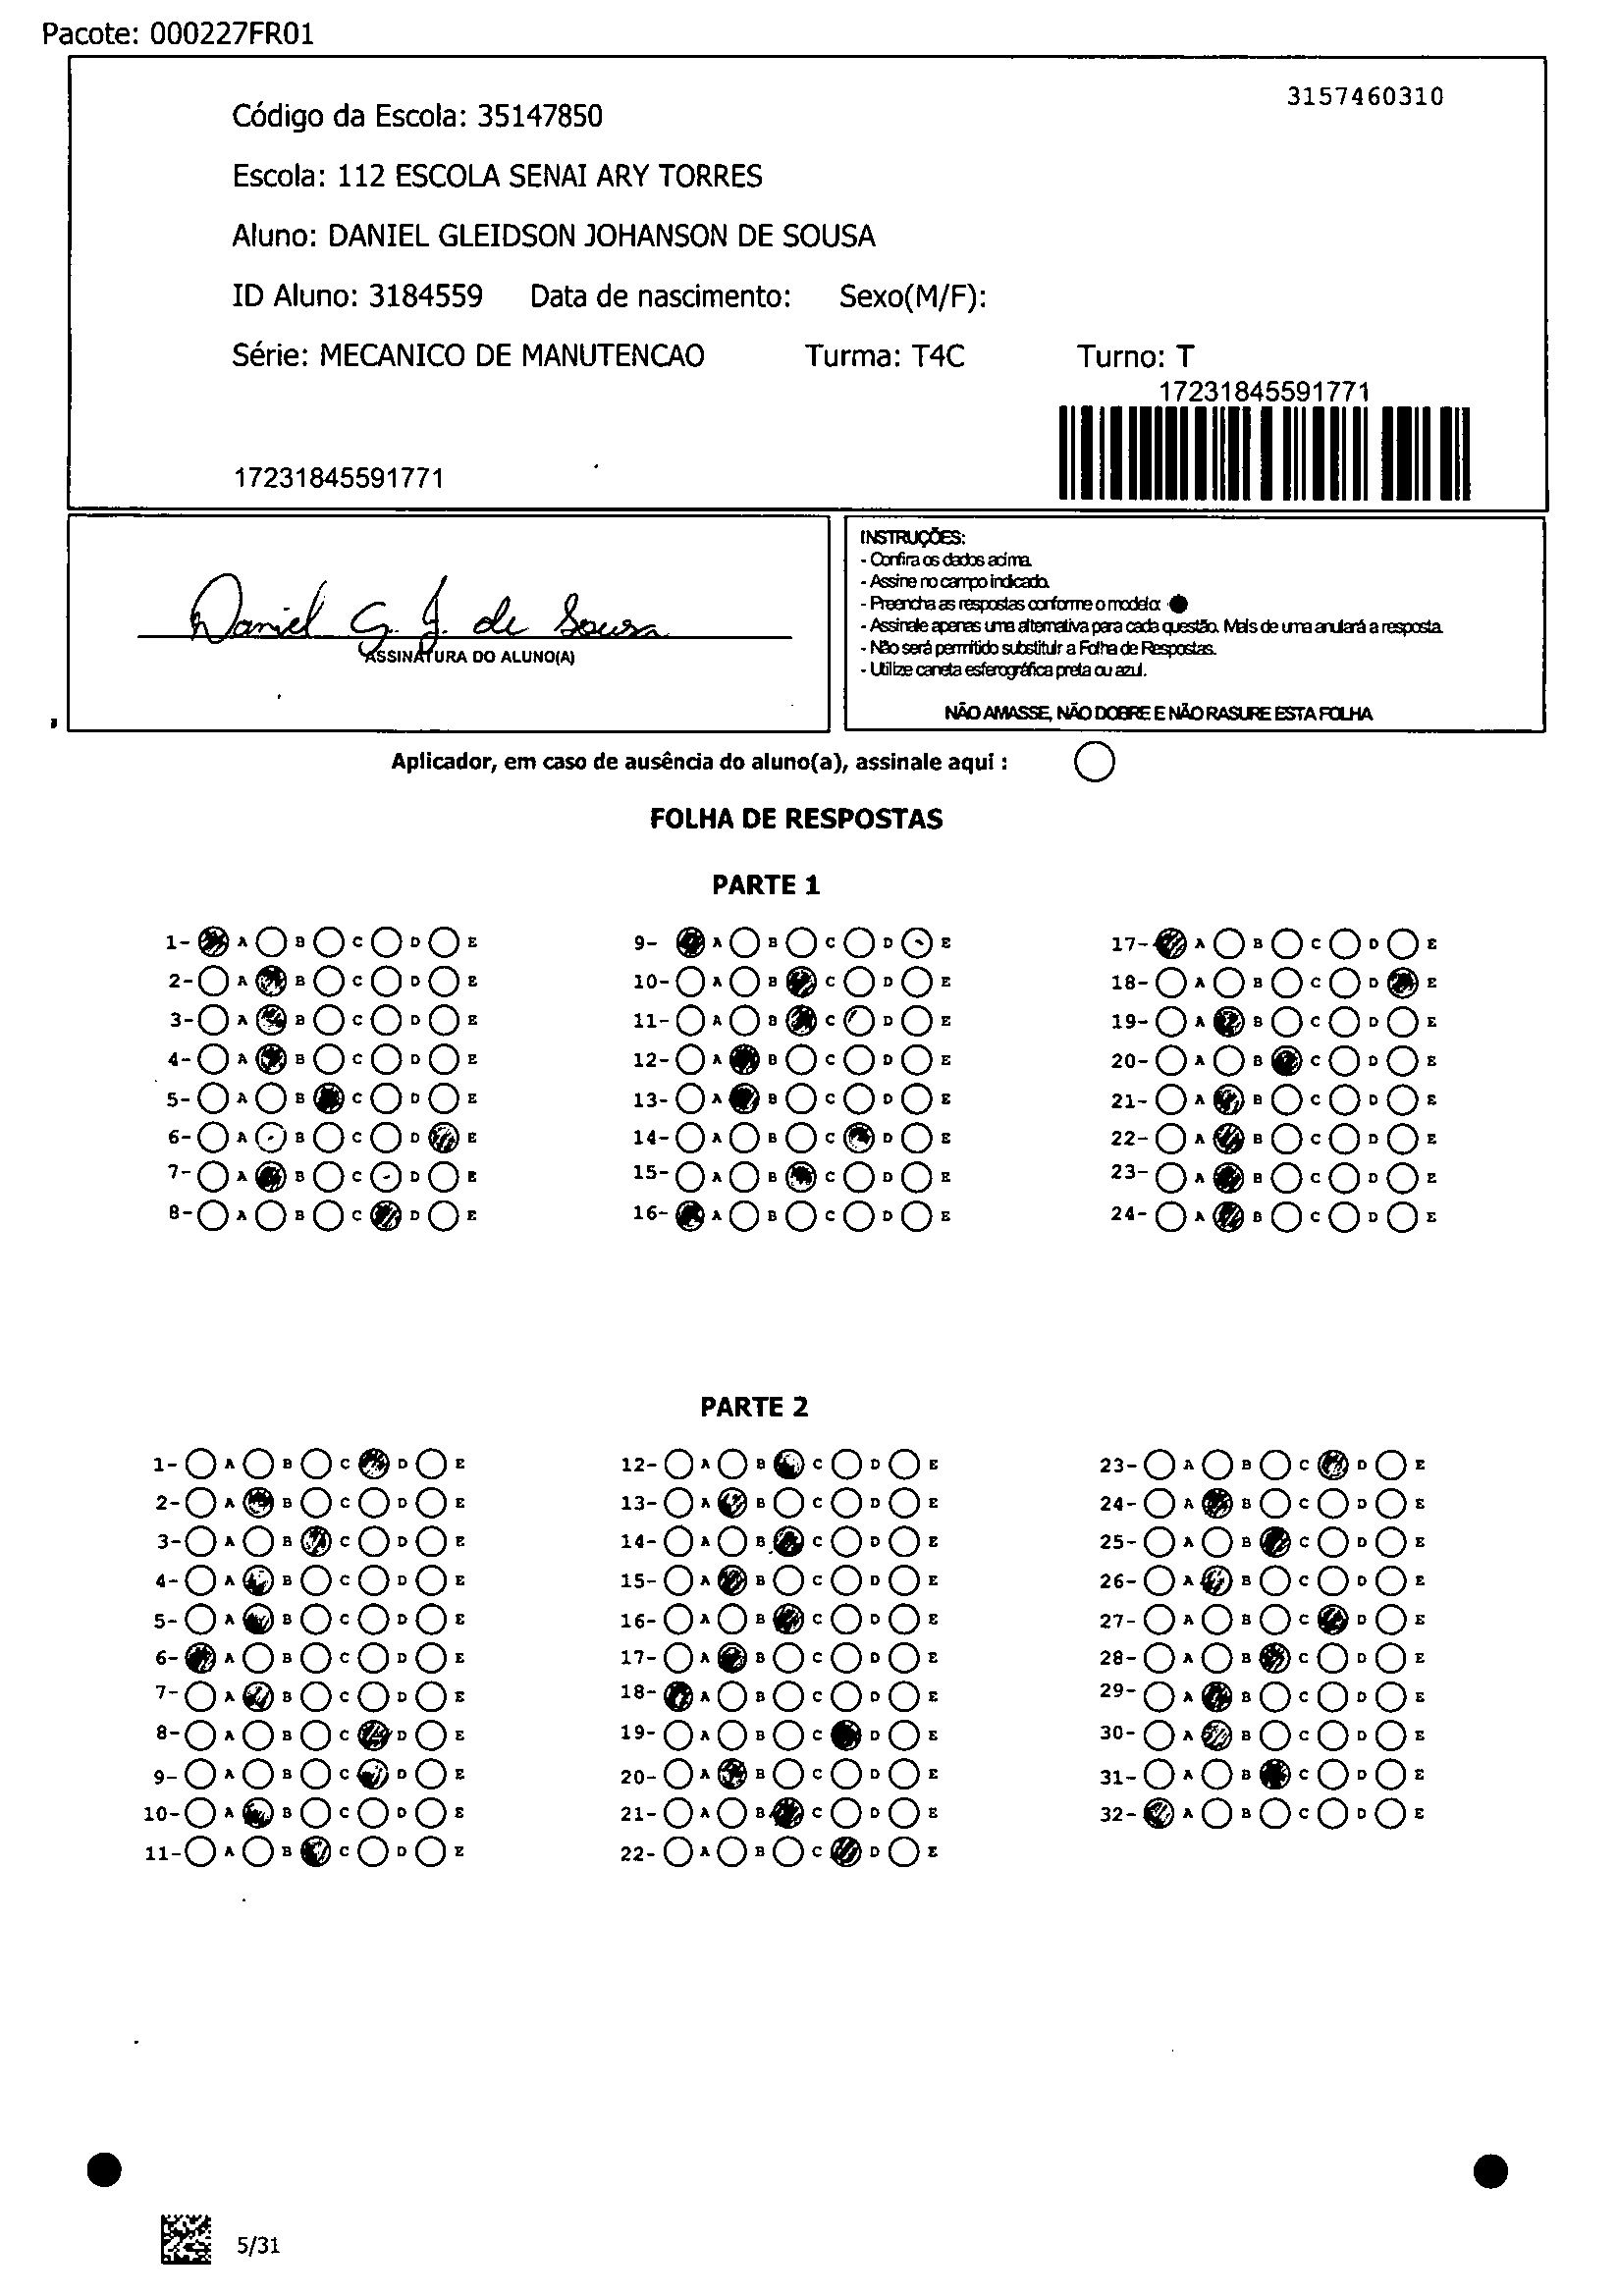 Pacote: 000227FR01
3157460310
Código da Escola: 35147850
Escola: 112 ESCOLA SENAI ARY TORRES
Aluno: DANIEL GLEIDSON JOHANSON DE SOUSA
ID Aluno: 3184559 Data de nascimento: Sexo(M/F):
Série: MECANICO DE MANUTENCAO Turma: T4C Turno: T
17231845591771
17231845591771
Daniel G. J. de Sousa
ASSINATURA DO ALUNO(A)
INSTRUÇÕES:
- Confira os dados acima.
- Assine no campo indicado.
- Preencha as respostas conforme o modelo:
- Assinale apenas uma alternativa para cada questão. Mais de uma anulará a resposta.
- Não será permitido substituir a Folha de Respostas.
- Utilize caneta esferográfica preta ou azul.
NÃO AMASSE, NÃO DOBRE E NÃO RASURE ESTA FOLHA
Aplicador, em caso de ausência do aluno(a), assinale aqui :
FOLHA DE RESPOSTAS
PARTE 1
1- A B C D E 9- A B C D E 17- A B C D E
2- A B C D E 10- A B C D E 18- A B C D E
3- A B C D E 11- A B C D E 19- A B C D E
4- A B C D E 12- A B C D E 20- A B C D E
5- A B C D E 13- A B C D E 21- A B C D E
6- A B C D E 14- A B C D E 22- A B C D E
7- A B C D E 15- A B C D E 23- A B C D E
8- A B C D E 16- A B C D E 24- A B C D E
PARTE 2
1- A B C D E 12- A B C D E 23- A B C D E
2- A B C D E 13- A B C D E 24- A B C D E
3- A B C D E 14- A B C D E 25- A B C D E
4- A B C D E 15- A B C D E 26- A B C D E
5- A B C D E 16- A B C D E 27- A B C D E
6- A B C D E 17- A B C D E 28- A B C D E
7- A B C D E 18- A B C D E 29- A B C D E
8- A B C D E 19- A B C D E 30- A B C D E
9- A B C D E 20- A B C D E 31- A B C D E
10- A B C D E 21- A B C D E 32- A B C D E
11- A B C D E 22- A B C D E
5/31